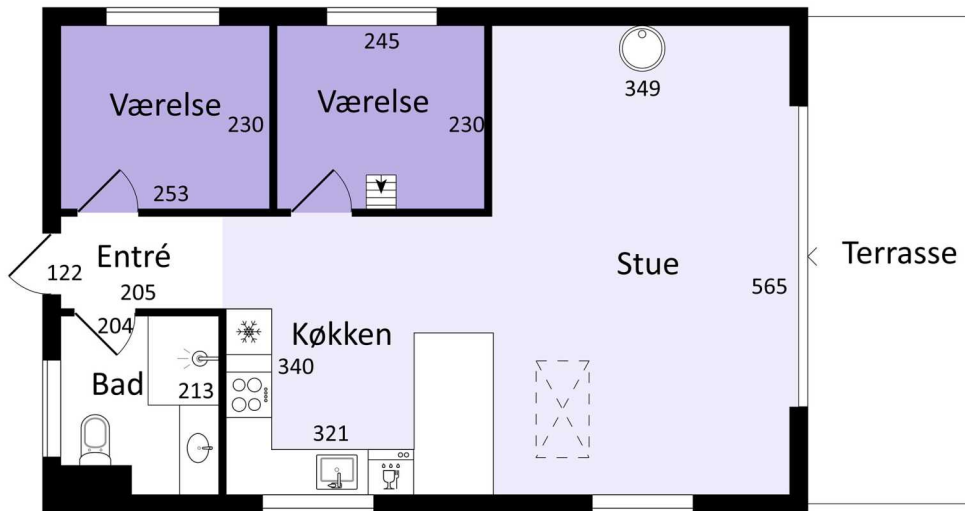 245
349
Værelse
230
253
Værelse
230
Entré
122
205
Stue
565
Terrasse
204
Bad
213
Køkken
340
321